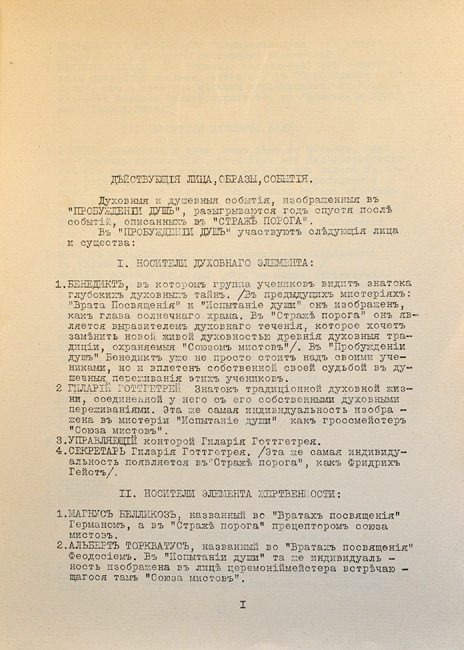 ДѢЙСТВУЮЩІЯ ЛИЦА, ОБРАЗЫ, СОБЫТІЯ.
Духовныя и душевныя событія, изображенныя въ
"ПРОБУЖДЕНІИ ДУШЪ", разыгрываются годъ спустя послѣ
событій, описанныхъ въ "СТРАЖѢ ПОРОГА".
Въ "ПРОБУЖДЕНІИ ДУШЪ" участвуютъ слѣдующія лица
и существа:
I. НОСИТЕЛИ ДУХОВНАГО ЭЛЕМЕНТА:
1.БЕНЕДИКТЪ, въ которомъ группа учениковъ видитъ знатока
глубокихъ духовныхъ тайнъ. /Въ предыдущихъ мистеріяхъ:
"Врата Посвященія" и "Испытаніе души" онъ изображенъ,
какъ глава солнечнаго храма. Въ "Стражѣ порога" онъ яв-
ляется выразителемъ духовнаго теченія, которое хочетъ
замѣнить новой живой духовностью древнія духовныя тра-
диціи, охраняемыя "Союзомъ мистовъ"/. Въ "Пробужденіи
душъ" Бенедиктъ уже не просто стоитъ надъ своими уче-
никами, но и вплетенъ собственной своей судьбой въ ду-
шевныя переживанія этихъ учениковъ.
2 ГИЛАРІЙ ГОТТГЕТРЕЙ Знатокъ традиціонной духовной жиз-
ни, соединенной у него съ его собственными духовными
переживаніями. Эта же самая индивидуальность изобра -
жена въ мистеріи "Испытаніе души" какъ гроссмейстеръ
"Союза мистовъ".
3.УПРАВЛЯЮЩІЙ конторой Гиларія Готтгетрея.
4.СЕКРЕТАРЬ Гиларія Готтгетрея. /Эта же самая индивиду-
альность появляется въ"Стражѣ порога", какъ Фридрихъ
Гейстъ/.
II. НОСИТЕЛИ ЭЛЕМЕНТА ЖЕРТВЕННОСТИ:
1.МАГНУСЪ БЕЛЛИКОЗЪ, названный во "Вратахъ посвященія"
Германомъ, а въ "Стражѣ порога" прецепторомъ союза
мистовъ.
2.АЛЬБЕРТЪ ТОРКВАТУСЪ, названный во "Вратахъ посвященія"
Феодосіемъ. Въ "Испытаніи души" та же индивидуаль -
ность изображена въ лицѣ церемоніймейстера встрѣчаю -
щагося тамъ "Союза мистовъ".
I